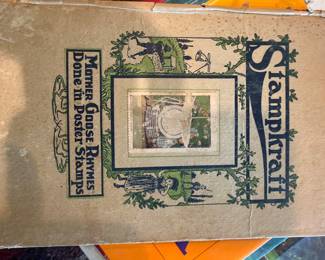 Stampkraft
MOTHER GOOSE RHYMES
Done in Poster Stamps